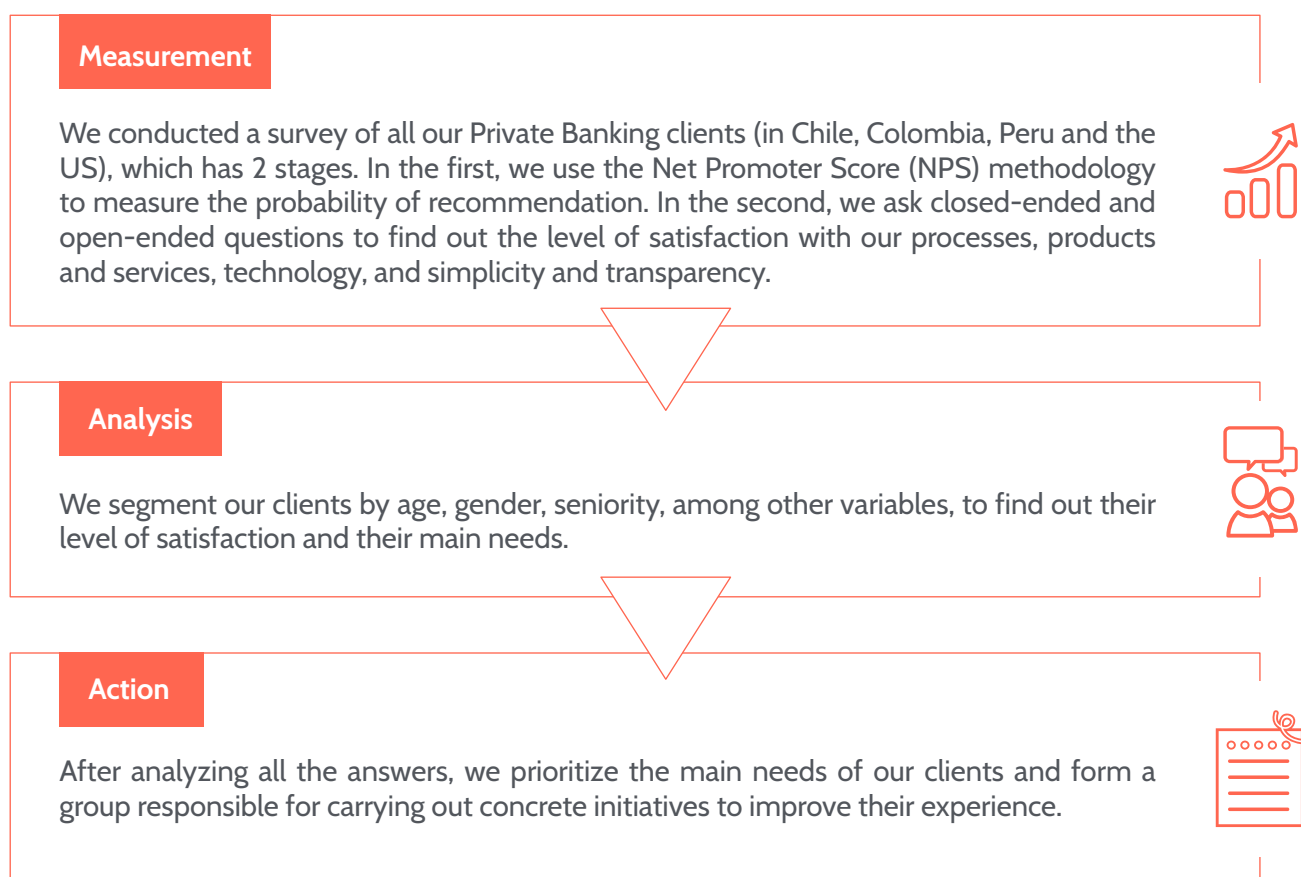 Measurement
We conducted a survey of all our Private Banking clients (in Chile, Colombia, Peru and the
US), which has 2 stages. In the first, we use the Net Promoter Score (NPS) methodology
to measure the probability of recommendation. In the second, we ask closed-ended and
open-ended questions to find out the level of satisfaction with our processes, products
and services, technology, and simplicity and transparency.
Analysis
We segment our clients by age, gender, seniority, among other variables, to find out their
level of satisfaction and their main needs.
Action
After analyzing all the answers, we prioritize the main needs of our clients and form a
group responsible for carrying out concrete initiatives to improve their experience.